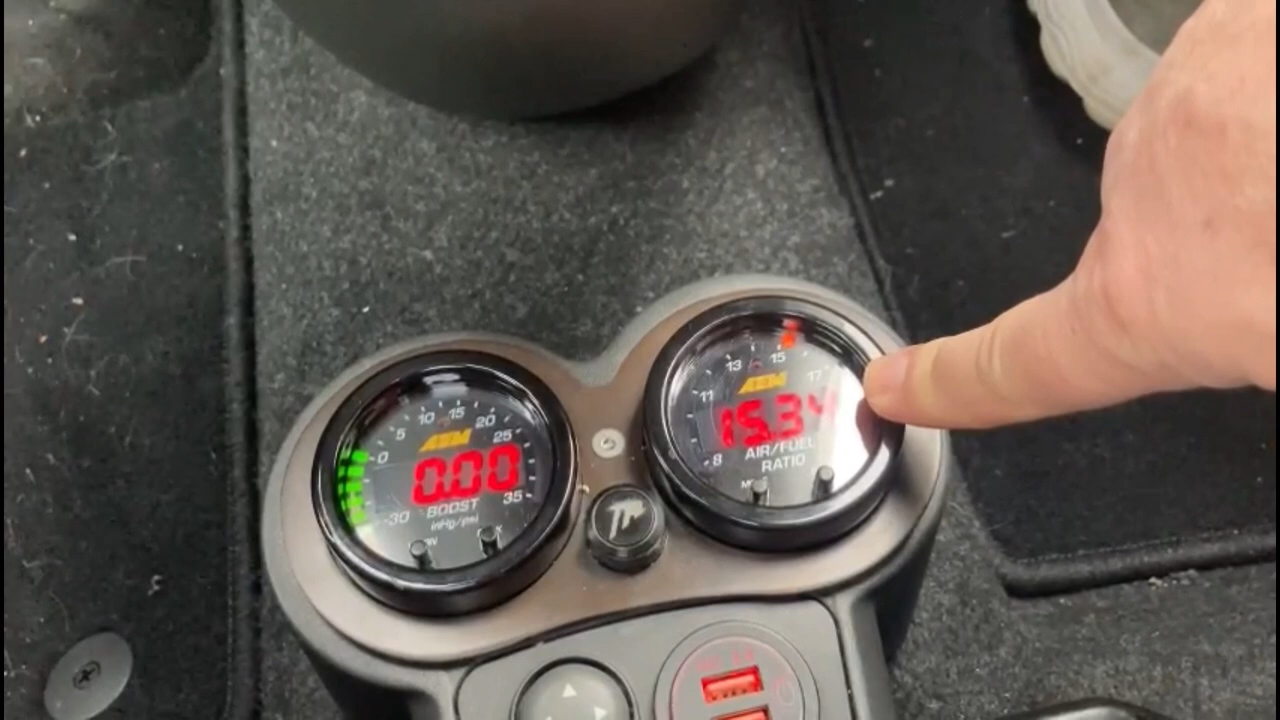 5 10 15 20 25
0
AEM
0.00
-30 BOOST 35
inHg/psi
11 13 15 17
AEM
15.34
8 AIR/FUEL
RATIO